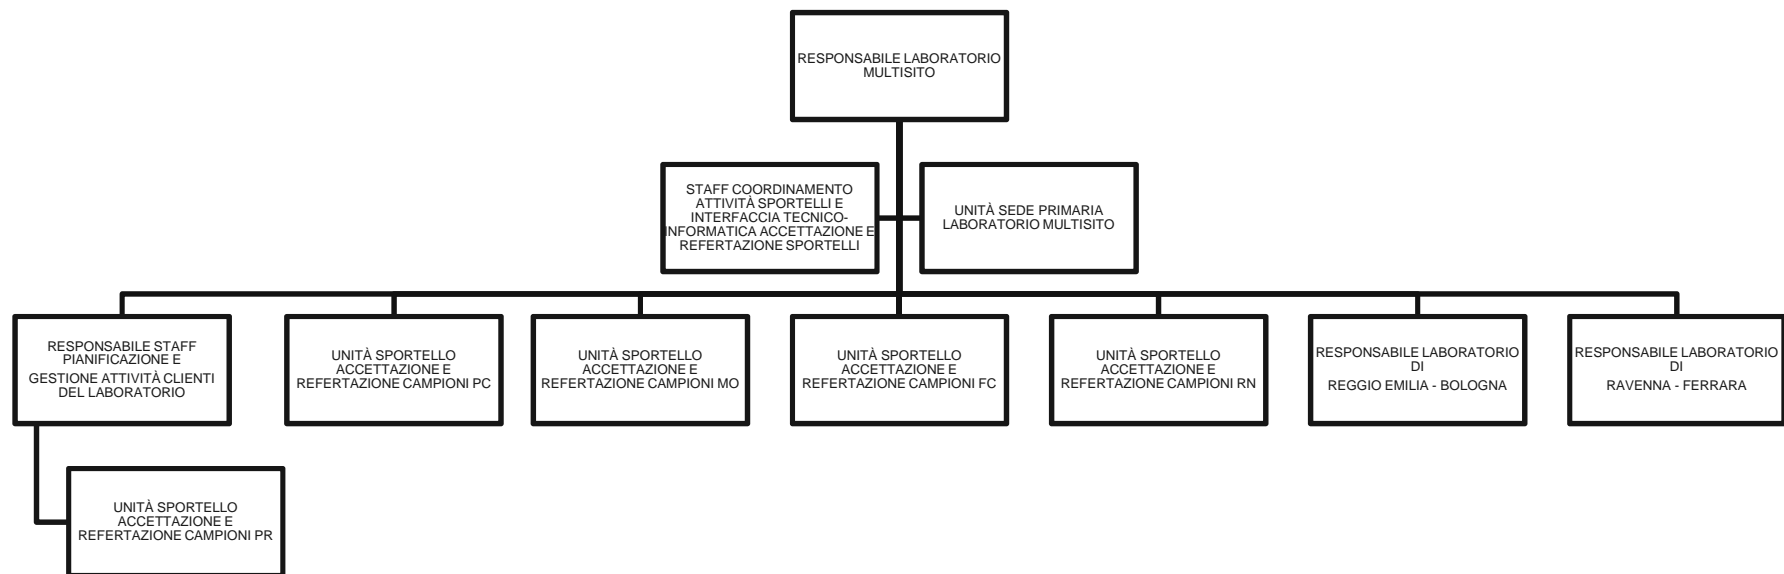 RESPONSABILE LABORATORIO
MULTISITO
STAFF COORDINAMENTO
ATTIVITÀ SPORTELLI E
INTERFACCIA TECNICO-
INFORMATICA ACCETTAZIONE E
REFERTAZIONE SPORTELLI
UNITÀ SEDE PRIMARIA
LABORATORIO MULTISITO
RESPONSABILE STAFF
PIANIFICAZIONE E
GESTIONE ATTIVITÀ CLIENTI
DEL LABORATORIO
UNITÀ SPORTELLO
ACCETTAZIONE E
REFERTAZIONE CAMPIONI PC
UNITÀ SPORTELLO
ACCETTAZIONE E
REFERTAZIONE CAMPIONI MO
UNITÀ SPORTELLO
ACCETTAZIONE E
REFERTAZIONE CAMPIONI FC
UNITÀ SPORTELLO
ACCETTAZIONE E
REFERTAZIONE CAMPIONI RN
RESPONSABILE LABORATORIO
DI
REGGIO EMILIA - BOLOGNA
RESPONSABILE LABORATORIO
DI
RAVENNA - FERRARA
UNITÀ SPORTELLO
ACCETTAZIONE E
REFERTAZIONE CAMPIONI PR